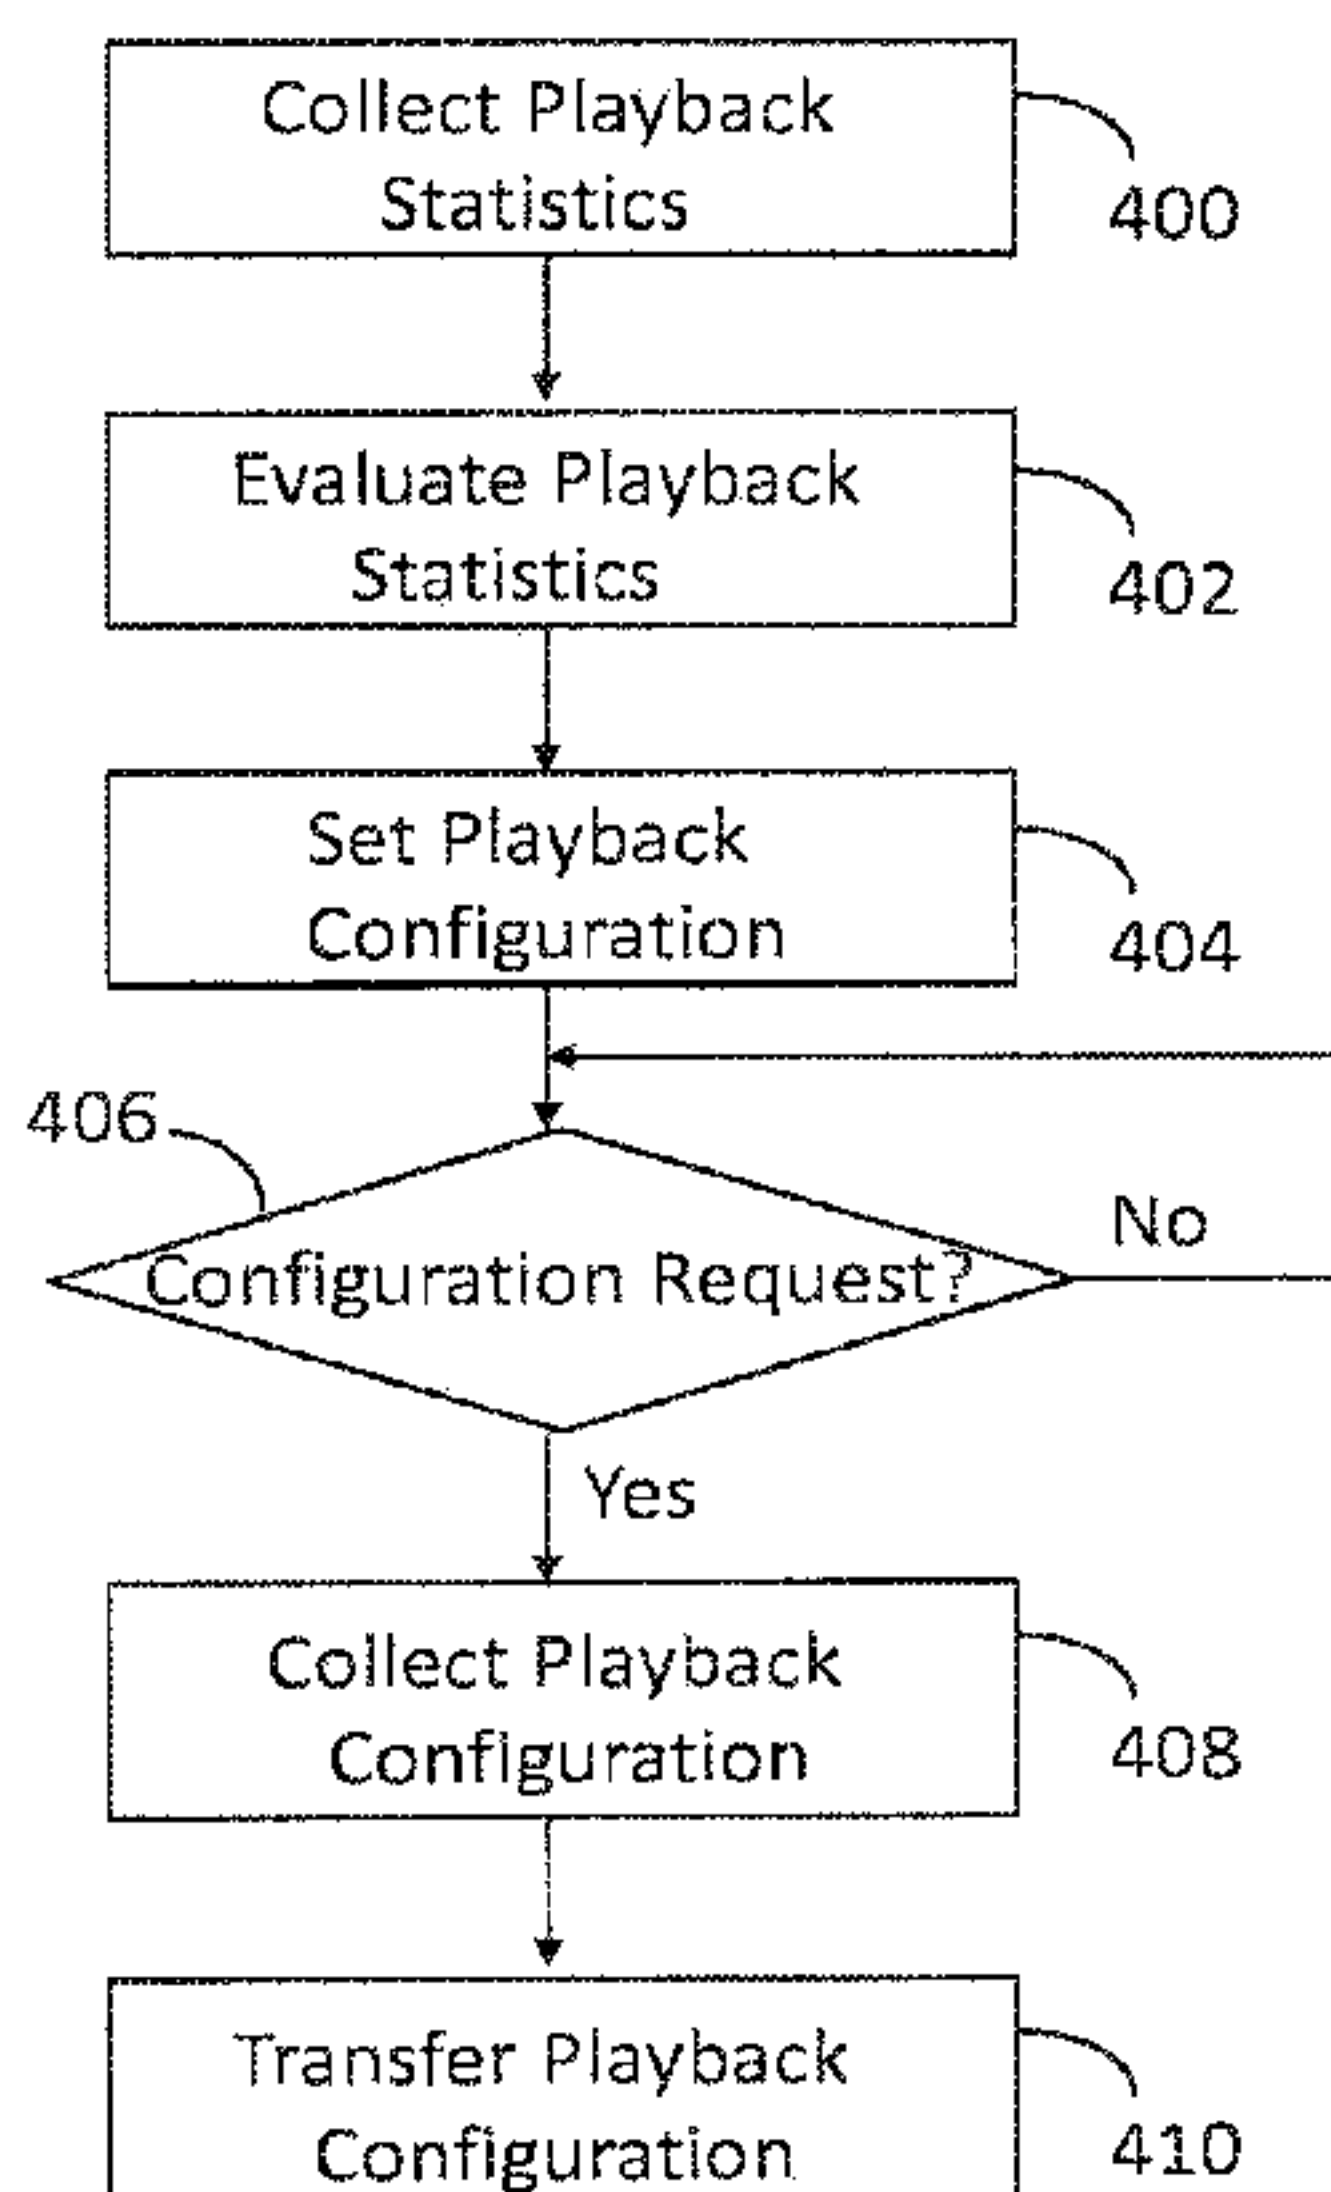 Collect Playback
Statistics
400
Evaluate Playback
Statistics
402
Set Playback
Configuration
404
406
Configuration Request?
No
Yes
Collect Playback
Configuration
408
Transfer Playback
Configuration
410